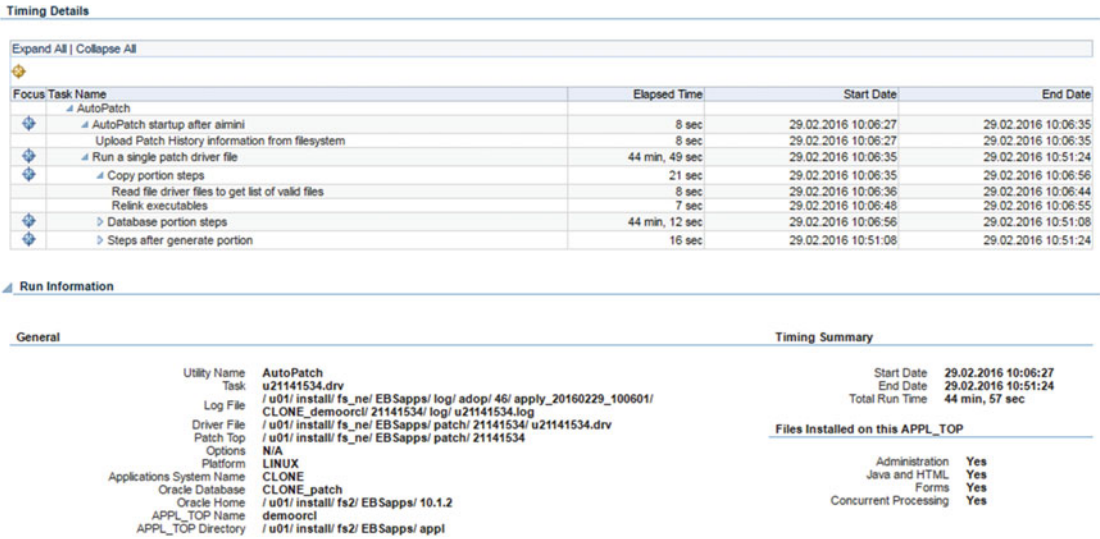 Timing Details
Expand All | Collapse All
Focus Task Name Elapsed Time Start Date End Date
AutoPatch
AutoPatch startup after aimini 8 sec 29.02.2016 10:06:27 29.02.2016 10:06:35
Upload Patch History information from filesystem 8 sec 29.02.2016 10:06:27 29.02.2016 10:06:35
Run a single patch driver file 44 min, 49 sec 29.02.2016 10:06:35 29.02.2016 10:51:24
Copy portion steps 21 sec 29.02.2016 10:06:35 29.02.2016 10:06:56
Read file driver files to get list of valid files 8 sec 29.02.2016 10:06:36 29.02.2016 10:06:44
Relink executables 7 sec 29.02.2016 10:06:48 29.02.2016 10:06:55
Database portion steps 44 min, 12 sec 29.02.2016 10:06:56 29.02.2016 10:51:08
Steps after generate portion 16 sec 29.02.2016 10:51:08 29.02.2016 10:51:24
Run Information
General
Utility Name AutoPatch
Task u21141534.drv
Log File / u01/ install/ fs_ne/ EBSapps/ log/ adop/ 46/ apply_20160229_100601/
CLONE_demoorcl/ 21141534/ log/ u21141534.log
Driver File / u01/ install/ fs_ne/ EBSapps/ patch/ 21141534/ u21141534.drv
Patch Top / u01/ install/ fs_ne/ EBSapps/ patch/ 21141534
Options N/A
Platform LINUX
Applications System Name CLONE
Oracle Database CLONE_patch
Oracle Home / u01/ install/ fs2/ EBSapps/ 10.1.2
APPL_TOP Name demoorcl
APPL_TOP Directory / u01/ install/ fs2/ EBSapps/ appl
Timing Summary
Start Date 29.02.2016 10:06:27
End Date 29.02.2016 10:51:24
Total Run Time 44 min, 57 sec
Files Installed on this APPL_TOP
Administration Yes
Java and HTML Yes
Forms Yes
Concurrent Processing Yes